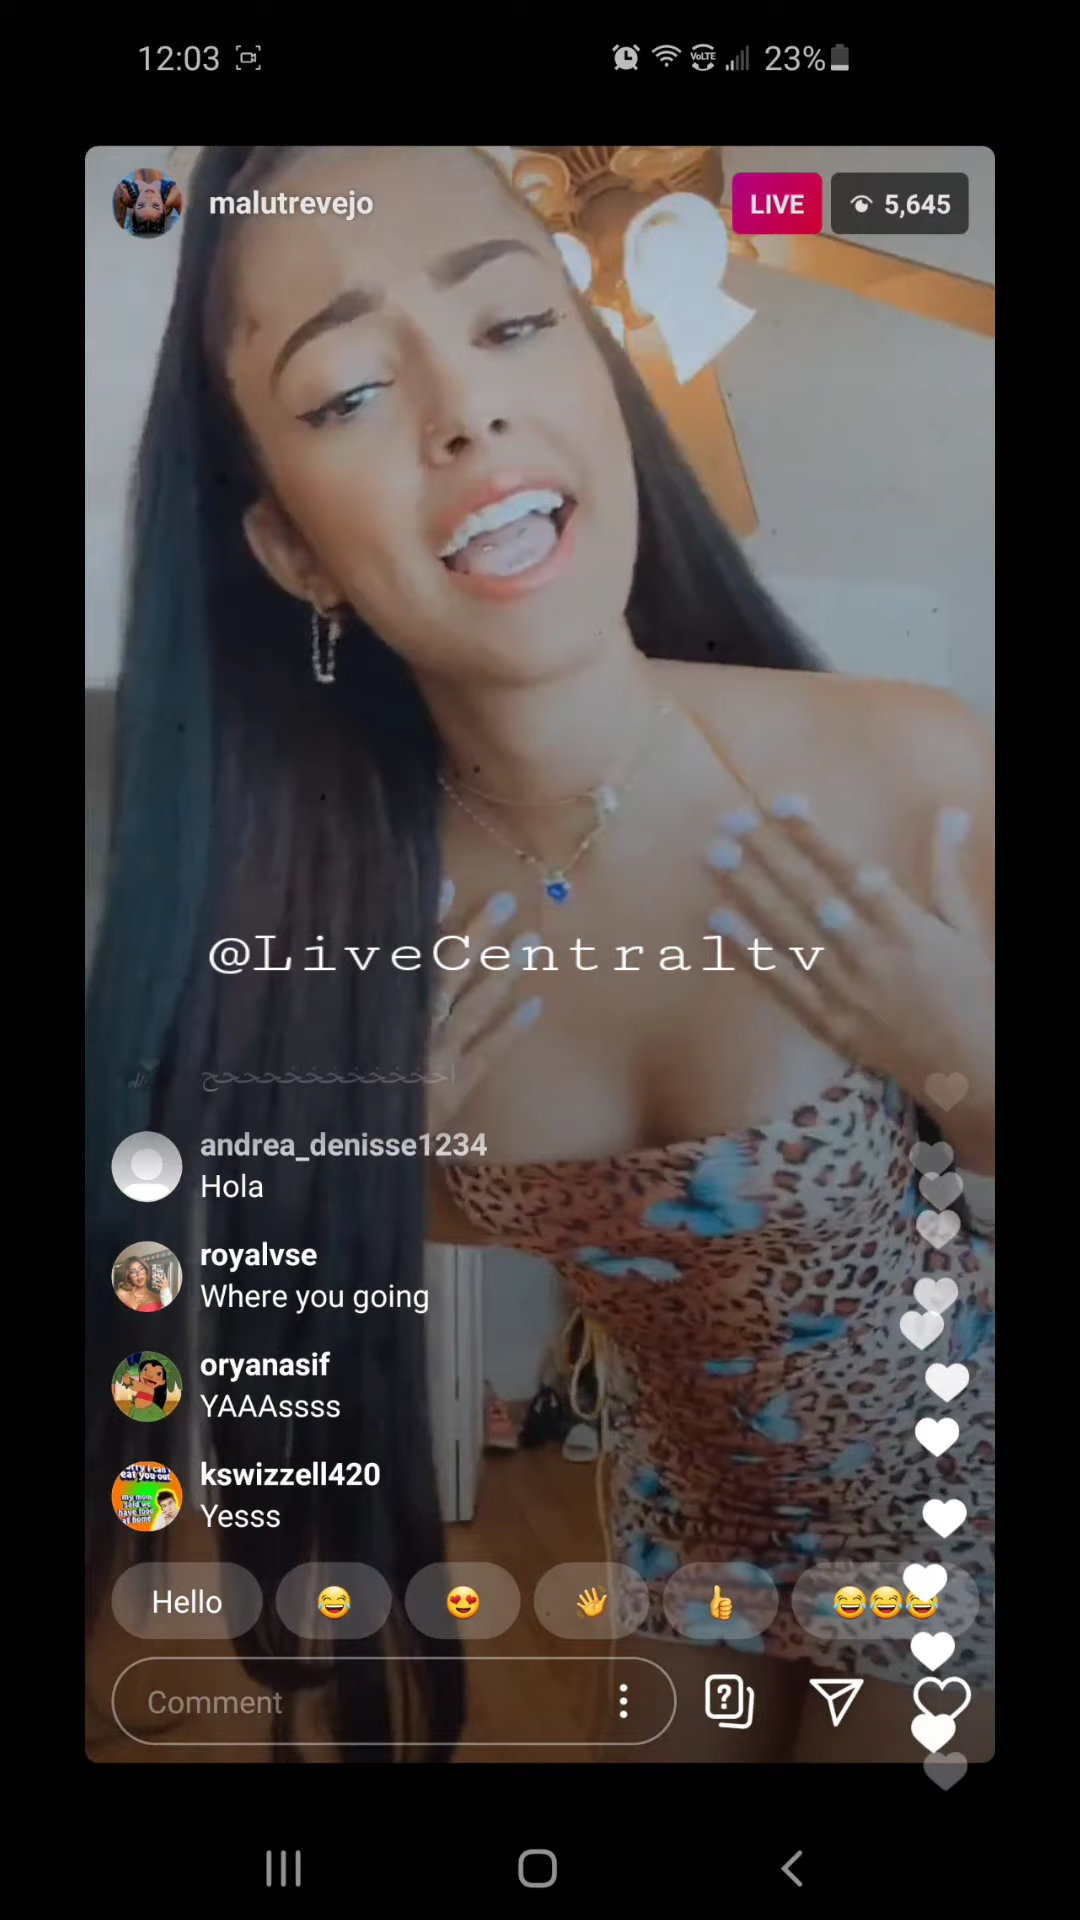 12:03
VoLTE
23%
malutrevejo
LIVE
5,645
@LiveCentraltv
andrea_denisse1234
Hola
royalvse
Where you going
oryanasif
YAAAssss
kswizzell420
Yesss
Hello
Comment